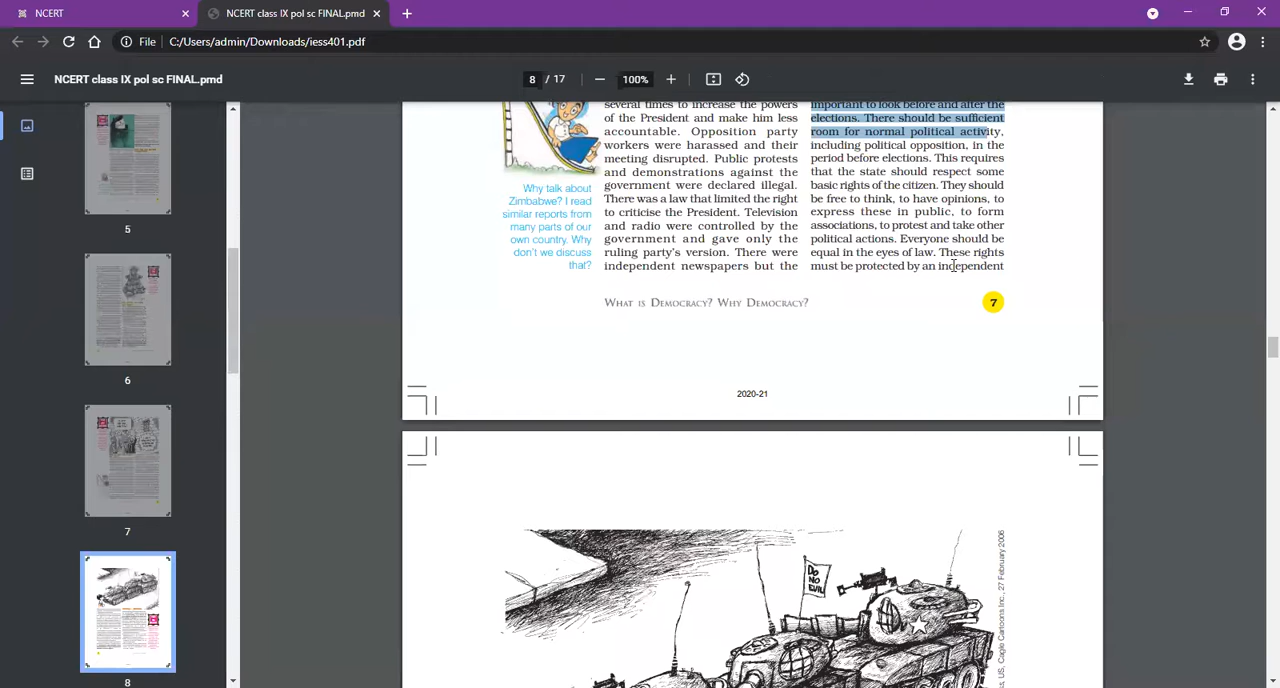 NCERT
NCERT class IX pol sc FINAL.pmd
File
C:/Users/admin/Downloads/iess401.pdf
NCERT class IX pol sc FINAL.pmd
8 / 17
100%
5
6
7
8
Why talk about
Zimbabwe? I read
similar reports from
many parts of our
own country. Why
don't we discuss
that?
several times to increase the powers
of the President and make him less
accountable. Opposition party
workers were harassed and their
meeting disrupted. Public protests
and demonstrations against the
government were declared illegal.
There was a law that limited the right
to criticise the President. Television
and radio were controlled by the
government and gave only the
ruling party's version. There were
independent newspapers but the
important to look before and after the
elections. There should be sufficient
room for normal political activity,
including political opposition, in the
period before elections. This requires
that the state should respect some
basic rights of the citizen. They should
be free to think, to have opinions, to
express these in public, to form
associations, to protest and take other
political actions. Everyone should be
equal in the eyes of law. These rights
must be protected by an independent
What is Democracy? Why Democracy?
7
2020-21
DO
NO
EVIL
US, Cagle Cartoons Inc., 27 February 2006